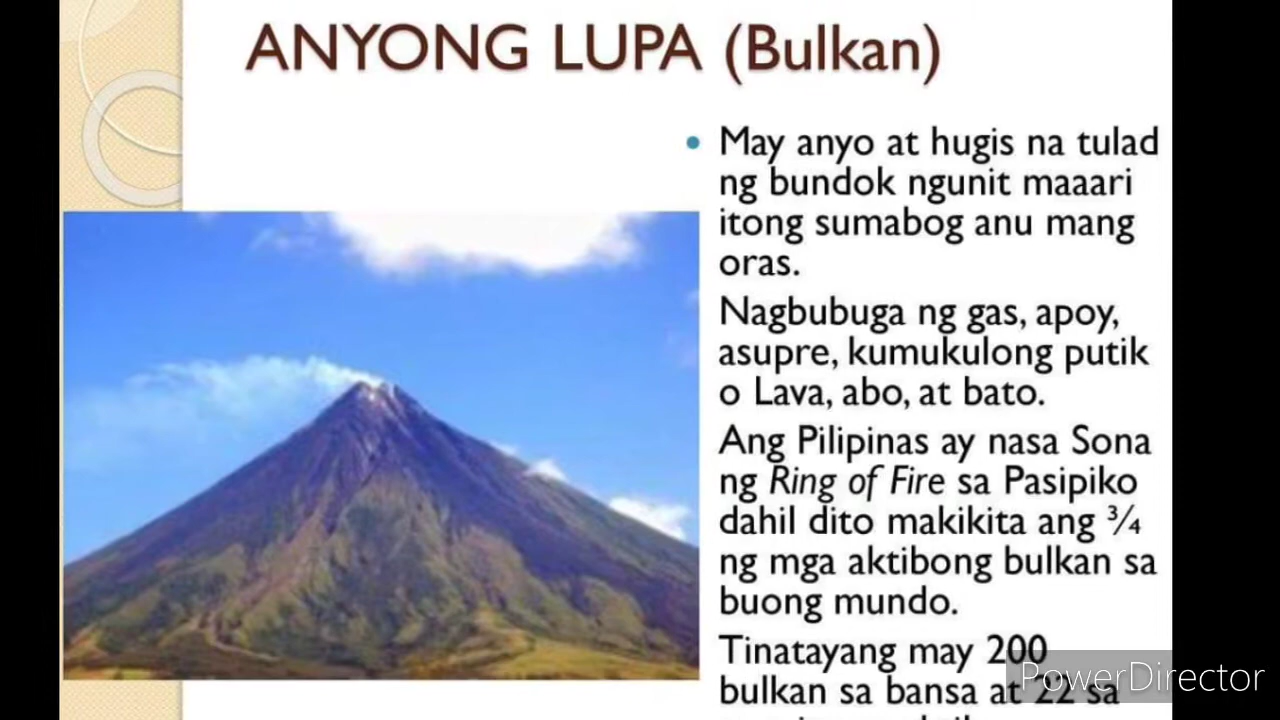 ANYONG LUPA (Bulkan)
• May anyo at hugis na tulad
ng bundok ngunit maaari
itong sumabog anu mang
oras.
Nagbubuga ng gas, apoy,
asupre, kumukulong putik
o Lava, abo, at bato.
Ang Pilipinas ay nasa Sona
ng Ring of Fire sa Pasipiko
dahil dito makikita ang ¾
ng mga aktibong bulkan sa
buong mundo.
Tinatayang may 200
bulkan sa bansa at 22 sa
PowerDirector